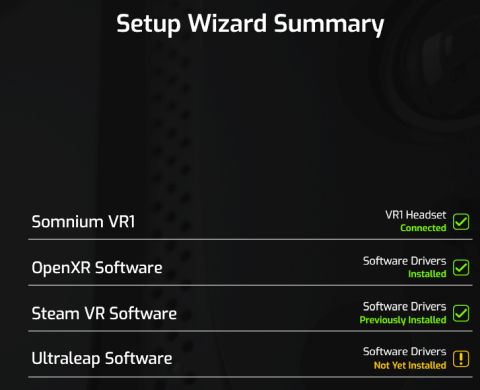 Setup Wizard Summary
Somnium VR1
VR1 Headset
Connected
OpenXR Software
Software Drivers
Installed
Steam VR Software
Software Drivers
Previously Installed
Ultraleap Software
Software Drivers
Not Yet Installed